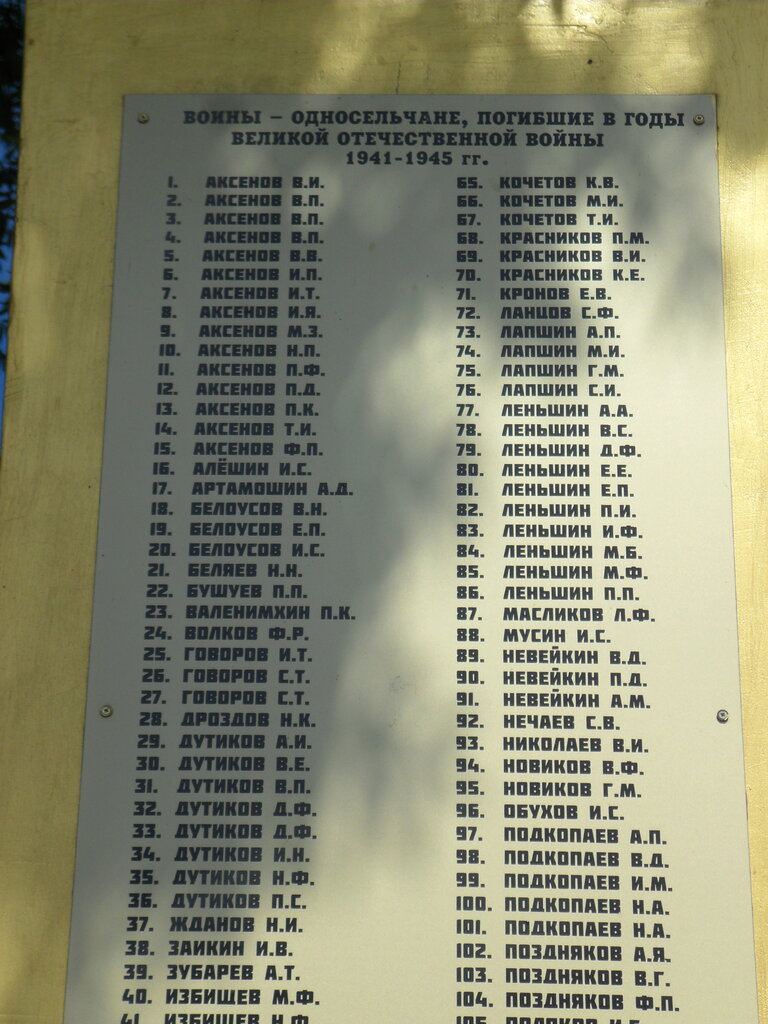 ВОИНЫ – ОДНОСЕЛЬЧАНЕ, ПОГИБШИЕ В ГОДЫ
ВЕЛИКОЙ ОТЕЧЕСТВЕННОЙ ВОЙНЫ
1941-1945 гг.
1. АКСЕНОВ В.И.
2. АКСЕНОВ В.П.
3. АКСЕНОВ В.П.
4. АКСЕНОВ В.П.
5. АКСЕНОВ В.В.
6. АКСЕНОВ И.П.
7. АКСЕНОВ И.Т.
8. АКСЕНОВ И.Я.
9. АКСЕНОВ М.З.
10. АКСЕНОВ Н.П.
11. АКСЕНОВ П.Ф.
12. АКСЕНОВ П.Д.
13. АКСЕНОВ П.К.
14. АКСЕНОВ Т.И.
15. АКСЕНОВ Ф.П.
16. АЛЁШИН И.С.
17. АРТАМОШИН А.Д.
18. БЕЛОУСОВ В.Н.
19. БЕЛОУСОВ Е.П.
20. БЕЛОУСОВ И.С.
21. БЕЛЯЕВ Н.Н.
22. БУШУЕВ П.П.
23. ВАЛЕНИМХИН П.К.
24. ВОЛКОВ Ф.Р.
25. ГОВОРОВ И.Т.
26. ГОВОРОВ С.Т.
27. ГОВОРОВ С.Т.
28. ДРОЗДОВ Н.К.
29. ДУТИКОВ А.И.
30. ДУТИКОВ В.Е.
31. ДУТИКОВ В.П.
32. ДУТИКОВ Д.Ф.
33. ДУТИКОВ Д.Ф.
34. ДУТИКОВ И.Н.
35. ДУТИКОВ Н.Ф.
36. ДУТИКОВ П.С.
37. ЖДАНОВ Н.И.
38. ЗАИКИН И.В.
39. ЗУБАРЕВ А.Т.
40. ИЗБИЩЕВ М.Ф.
41. ИЗБИЩЕВ Н.Ф.
65. КОЧЕТОВ К.В.
66. КОЧЕТОВ М.И.
67. КОЧЕТОВ Т.И.
68. КРАСНИКОВ П.М.
69. КРАСНИКОВ В.И.
70. КРАСНИКОВ К.Е.
71. КРОНОВ Е.В.
72. ЛАНЦОВ С.Ф.
73. ЛАПШИН А.П.
74. ЛАПШИН М.И.
75. ЛАПШИН Г.М.
76. ЛАПШИН С.И.
77. ЛЕНЬШИН А.А.
78. ЛЕНЬШИН В.С.
79. ЛЕНЬШИН Д.Ф.
80. ЛЕНЬШИН Е.Е.
81. ЛЕНЬШИН Е.П.
82. ЛЕНЬШИН П.И.
83. ЛЕНЬШИН И.Ф.
84. ЛЕНЬШИН М.Б.
85. ЛЕНЬШИН М.Ф.
86. ЛЕНЬШИН П.П.
87. МАСЛИКОВ Л.Ф.
88. МУСИН И.С.
89. НЕВЕЙКИН В.Д.
90. НЕВЕЙКИН П.Д.
91. НЕВЕЙКИН А.М.
92. НЕЧАЕВ С.В.
93. НИКОЛАЕВ В.И.
94. НОВИКОВ В.Ф.
95. НОВИКОВ Г.М.
96. ОБУХОВ И.С.
97. ПОДКОПАЕВ А.П.
98. ПОДКОПАЕВ В.Д.
99. ПОДКОПАЕВ И.М.
100. ПОДКОПАЕВ Н.А.
101. ПОДКОПАЕВ Н.А.
102. ПОЗДНЯКОВ А.Я.
103. ПОЗДНЯКОВ В.Г.
104. ПОЗДНЯКОВ Ф.П.
105.